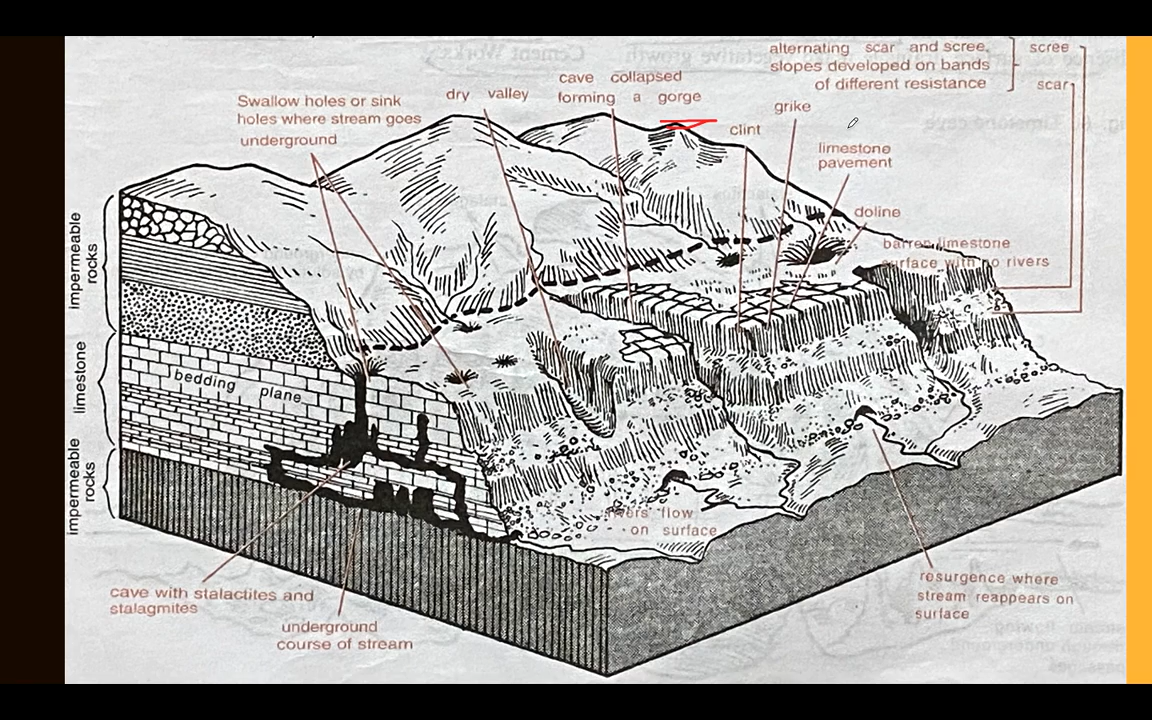 alternating scar and scree,
slopes developed on bands
of different resistance
scree
scar
cave collapsed
forming a gorge
dry valley
Swallow holes or sink
holes where stream goes
underground
grike
clint
limestone
pavement
doline
barren limestone
surface with no rivers
impermeable
rocks
limestone
impermeable
rocks
bedding plane
flow
on surface
cave with stalactites and
stalagmites
underground
course of stream
resurgence where
stream reappears on
surface
Cement Works